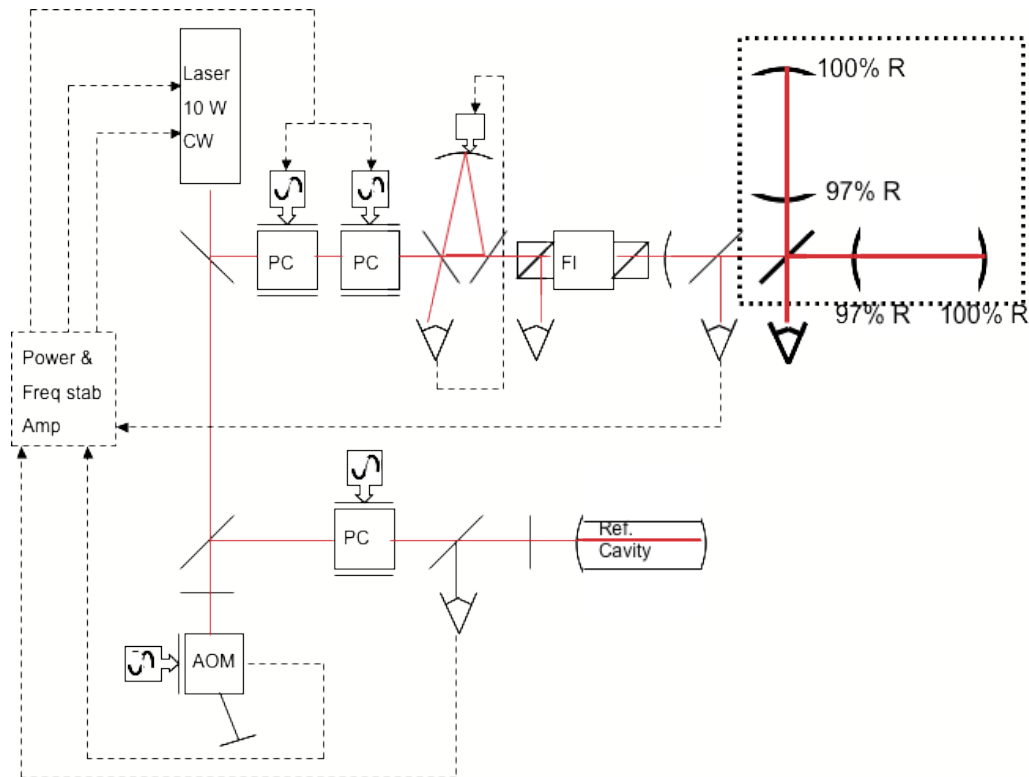 Laser
10 W
CW
100% R
97% R
PC
PC
FI
97% R
100% R
Power &
Freq stab
Amp
PC
Ref.
Cavity
AOM